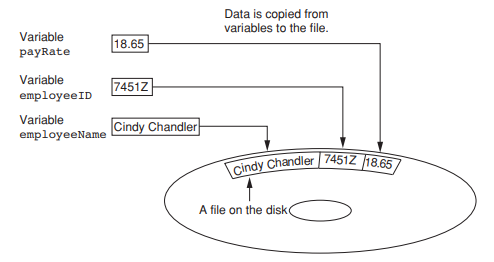 Data is copied from
variables to the file.
Variable
payRate
18.65
Variable
employeeID
7451Z
Variable
employeeName
Cindy Chandler
Cindy Chandler
7451Z
18.65
A file on the disk